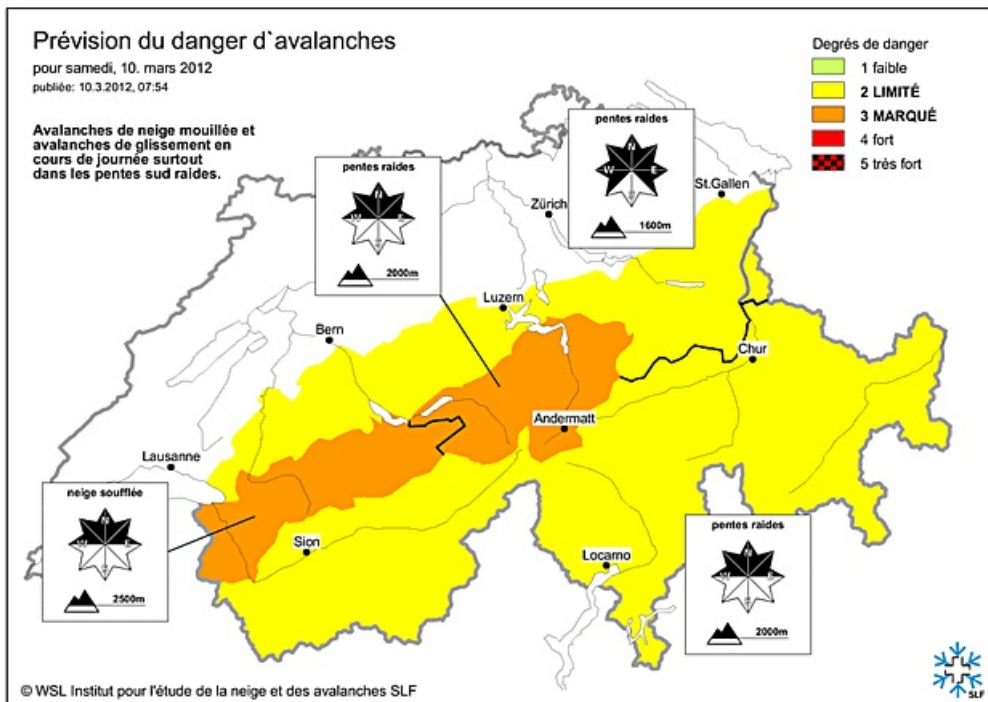 Prévision du danger d`avalanches
pour samedi, 10. mars 2012
publiée: 10.3.2012, 07:54
Avalanches de neige mouillée et
avalanches de glissement en
cours de journée surtout
dans les pentes sud raides.
Degrés de danger
1 faible
2 LIMITÉ
3 MARQUÉ
4 fort
5 très fort
pentes raides
N
W E
S
1600m
pentes raides
N
W E
S
2000m
St.Gallen
Zürich
Luzern
Bern
Chur
Andermatt
Lausanne
neige soufflée
N
W E
S
2500m
Sion
Locarno
pentes raides
N
W E
S
2000m
© WSL Institut pour l'étude de la neige et des avalanches SLF
SLF